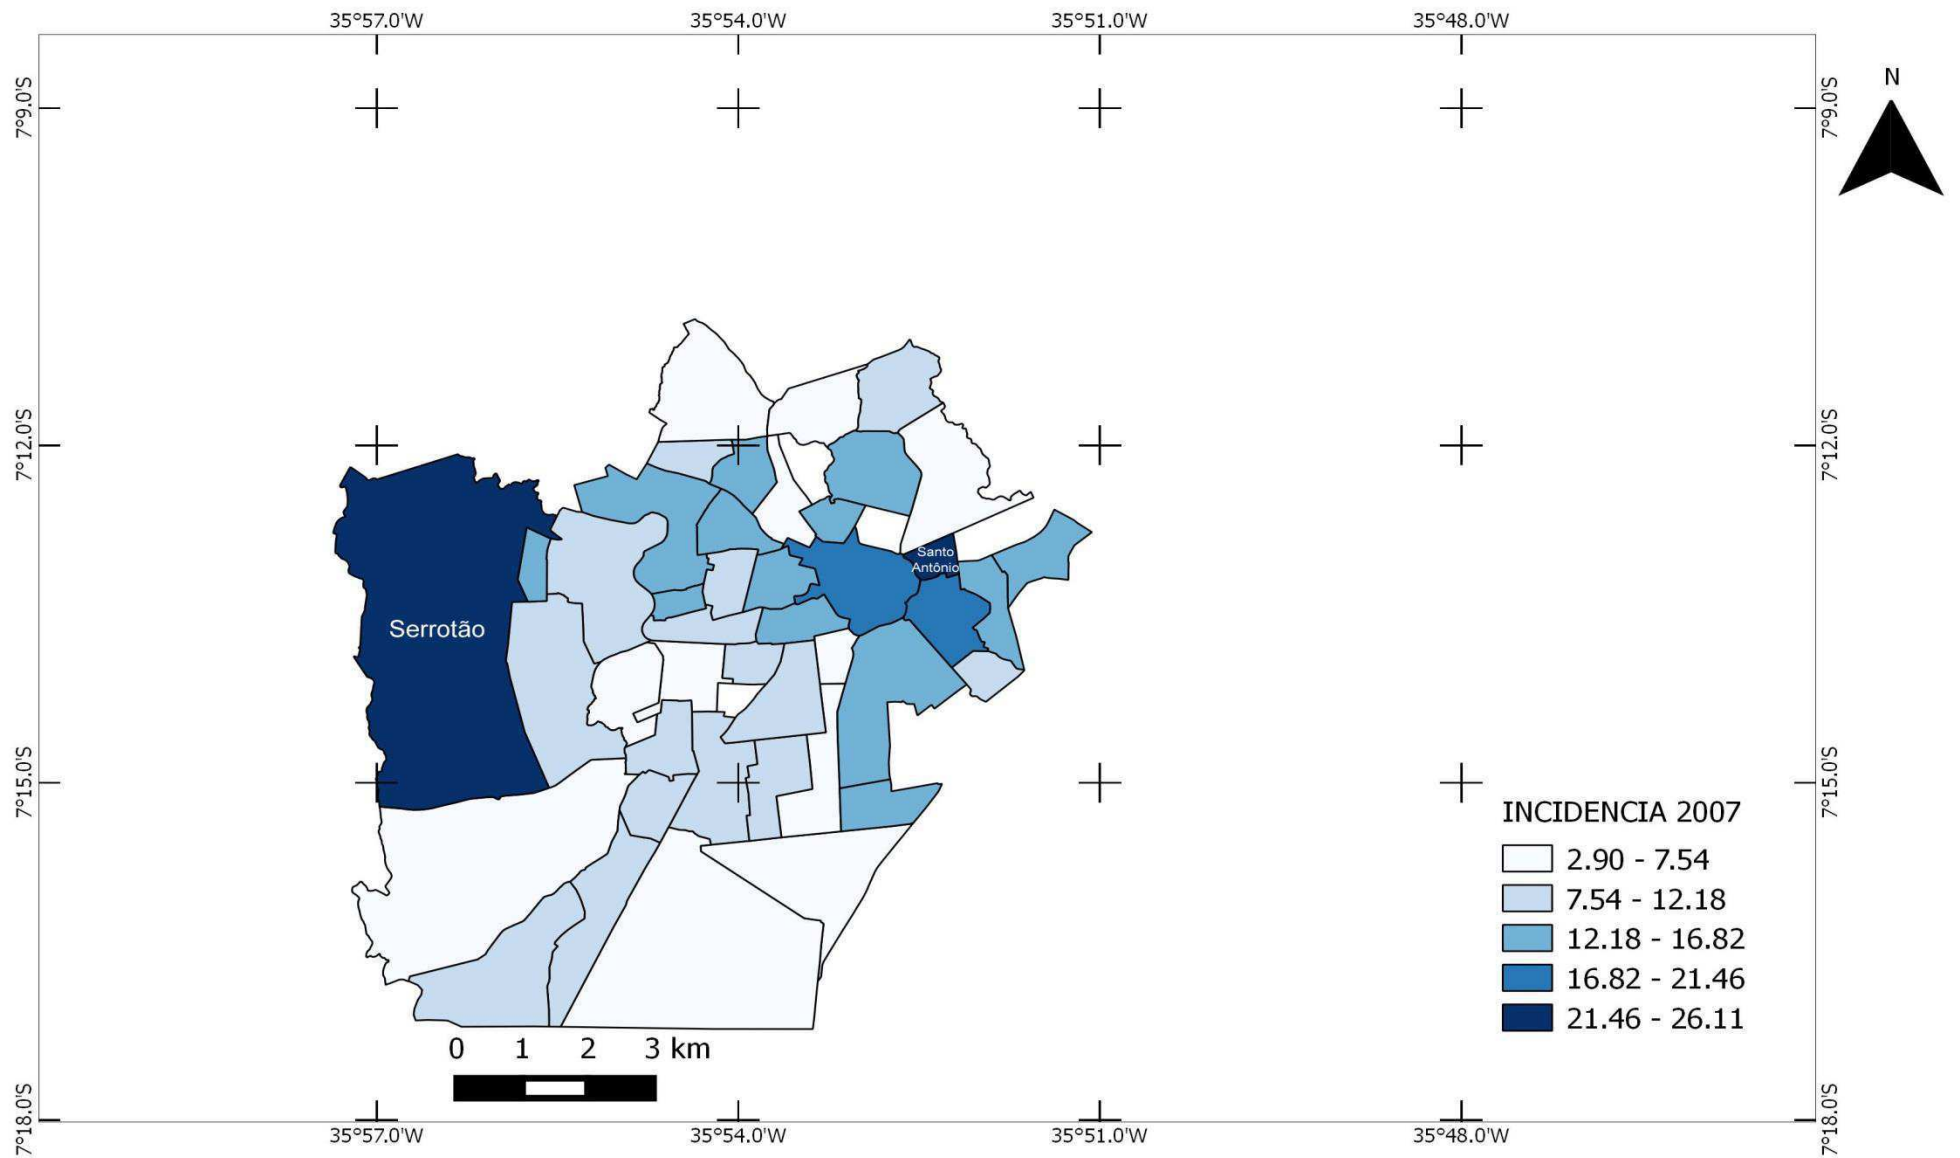 35°57.0'W 35°54.0'W 35°51.0'W 35°48.0'W
N
7°9.0'S 7°9.0'S
7°12.0'S 7°12.0'S
Santo
Antônio
Serrotão
7°15.0'S 7°15.0'S
INCIDENCIA 2007
2.90 - 7.54
7.54 - 12.18
12.18 - 16.82
16.82 - 21.46
21.46 - 26.11
0 1 2 3 km
7°18.0'S 7°18.0'S
35°57.0'W 35°54.0'W 35°51.0'W 35°48.0'W